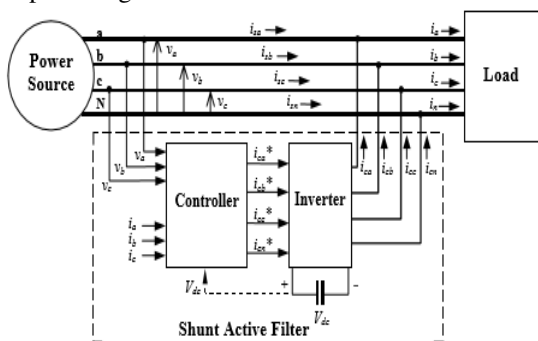 a
i_sa
i_a
Power
Source
b
v_a
i_sb
i_b
Load
c
v_b
i_sc
i_c
N
v_c
i_sn
i_n
v_a
v_b
v_c
i_ca*
i_cb*
i_cc*
i_cn*
Controller
Inverter
i_ca
i_cb
i_cc
i_cn
i_a
i_b
i_c
V_dc
+
-
V_dc
Shunt Active Filter